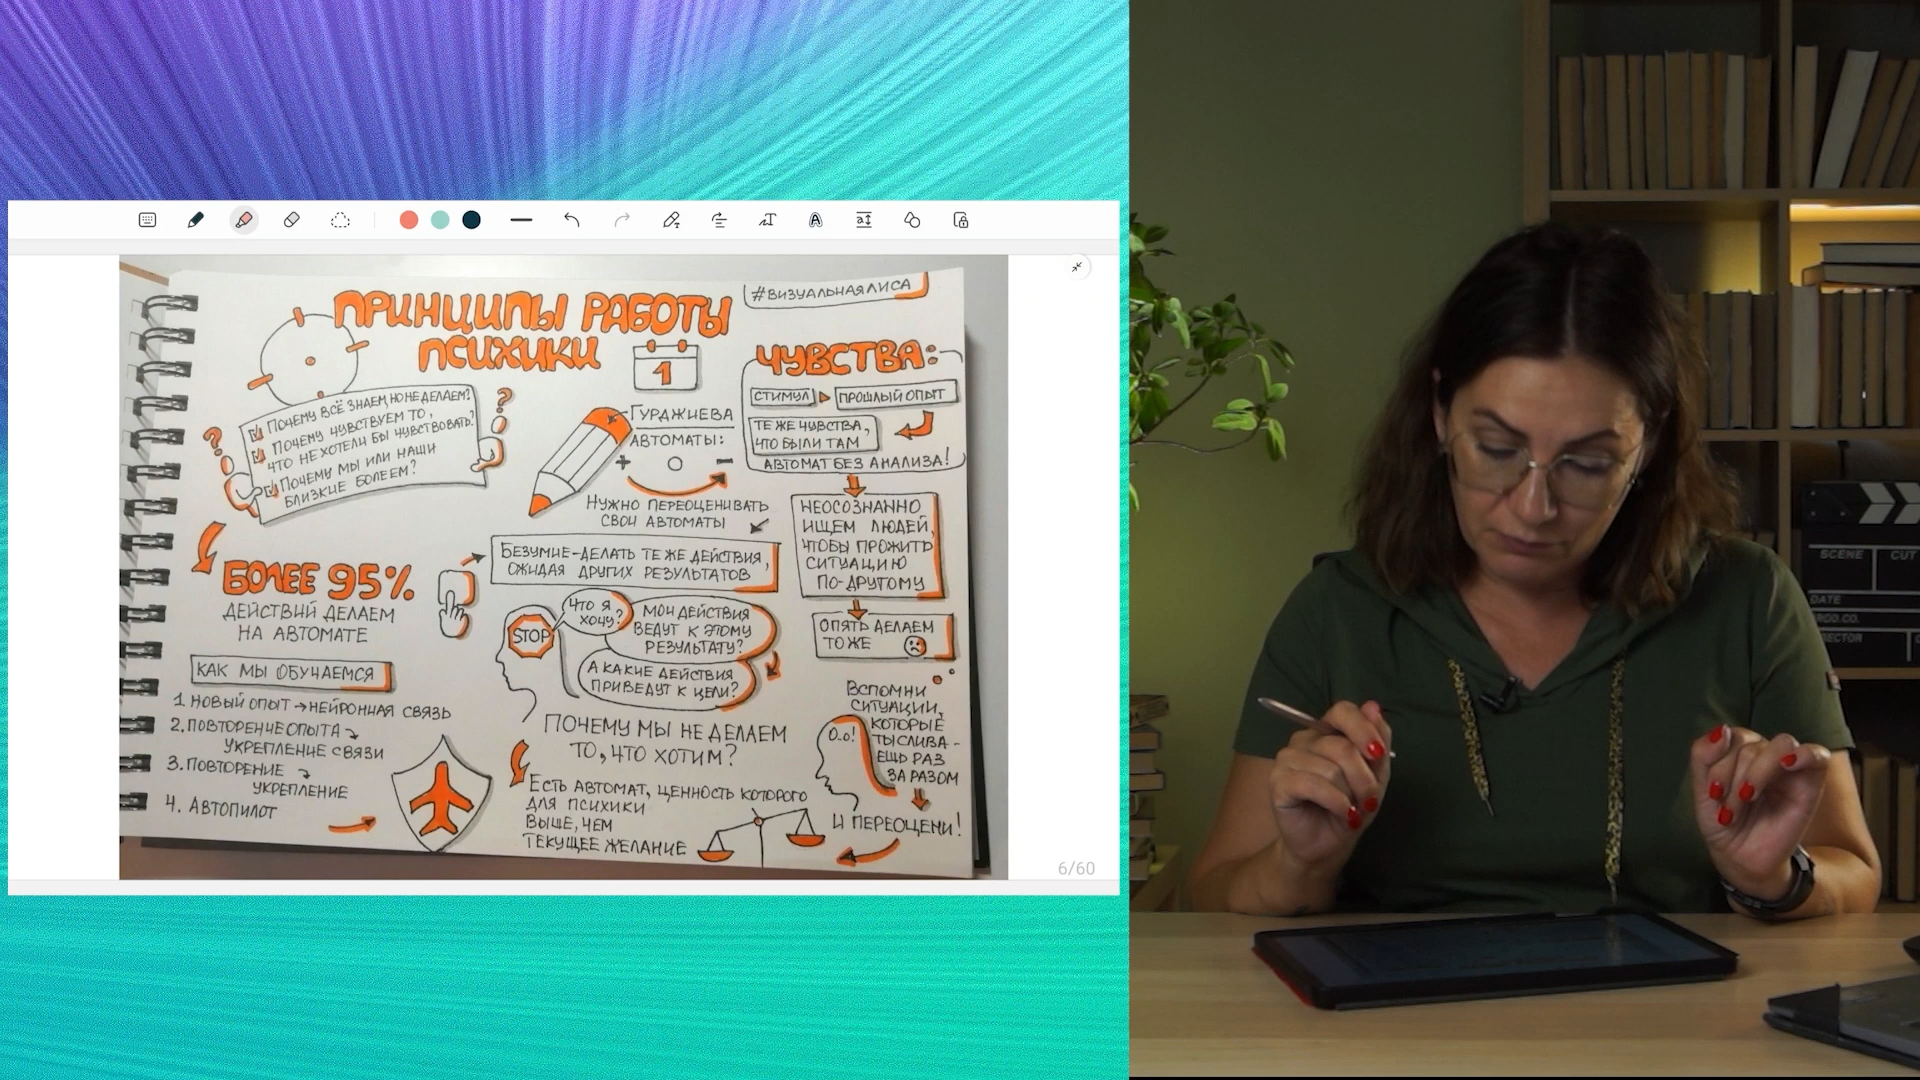 #ВИЗУАЛЬНАЯЛИСА
ПРИНЦИПЫ РАБОТЫ
ПСИХИКИ
1
ПОЧЕМУ ВСЁ ЗНАЕМ, НО НЕ ДЕЛАЕМ?
ПОЧЕМУ ЧУВСТВУЕМ ТО,
ЧТО НЕ ХОТЕЛИ БЫ ЧУВСТВОВАТЬ?
ПОЧЕМУ МЫ ИЛИ НАШИ
БЛИЗКИЕ БОЛЕЕМ?
?
?
БОЛЕЕ 95%
ДЕЙСТВИЙ ДЕЛАЕМ
НА АВТОМАТЕ
КАК МЫ ОБУЧАЕМСЯ
1 НОВЫЙ ОПЫТ → НЕЙРОННАЯ СВЯЗЬ
2. ПОВТОРЕНИЕ ОПЫТА
УКРЕПЛЕНИЕ СВЯЗИ
3. ПОВТОРЕНИЕ
УКРЕПЛЕНИЕ
4. АВТОПИЛОТ
ГУРДЖИЕВА
АВТОМАТЫ:
+ О −
НУЖНО ПЕРЕОЦЕНИВАТЬ
СВОИ АВТОМАТЫ
БЕЗУМИЕ - ДЕЛАТЬ ТЕ ЖЕ ДЕЙСТВИЯ,
ОЖИДАЯ ДРУГИХ РЕЗУЛЬТАТОВ
STOP
ЧТО Я
ХОЧУ?
МОИ ДЕЙСТВИЯ
ВЕДУТ К ЭТОМУ
РЕЗУЛЬТАТУ?
А КАКИЕ ДЕЙСТВИЯ
ПРИВЕДУТ К ЦЕЛИ?
ПОЧЕМУ МЫ НЕ ДЕЛАЕМ
ТО, ЧТО ХОТИМ?
ЕСТЬ АВТОМАТ, ЦЕННОСТЬ КОТОРОГО
ДЛЯ ПСИХИКИ
ВЫШЕ, ЧЕМ
ТЕКУЩЕЕ ЖЕЛАНИЕ
ЧУВСТВА:
СТИМУЛ ПРОШЛЫЙ ОПЫТ
ТЕ ЖЕ ЧУВСТВА,
ЧТО БЫЛИ ТАМ
АВТОМАТ БЕЗ АНАЛИЗА!
НЕОСОЗНАННО
ИЩЕМ ЛЮДЕЙ,
ЧТОБЫ ПРОЖИТЬ
СИТУАЦИЮ
ПО-ДРУГОМУ
ОПЯТЬ ДЕЛАЕМ
ТО ЖЕ
ВСПОМНИ
СИТУАЦИИ,
КОТОРЫЕ
ТЫ СЛИВА-
ЕШЬ РАЗ
ЗА РАЗОМ
О.о!
И ПЕРЕОЦЕНИ!
6/60
SCENE CUT
DATE